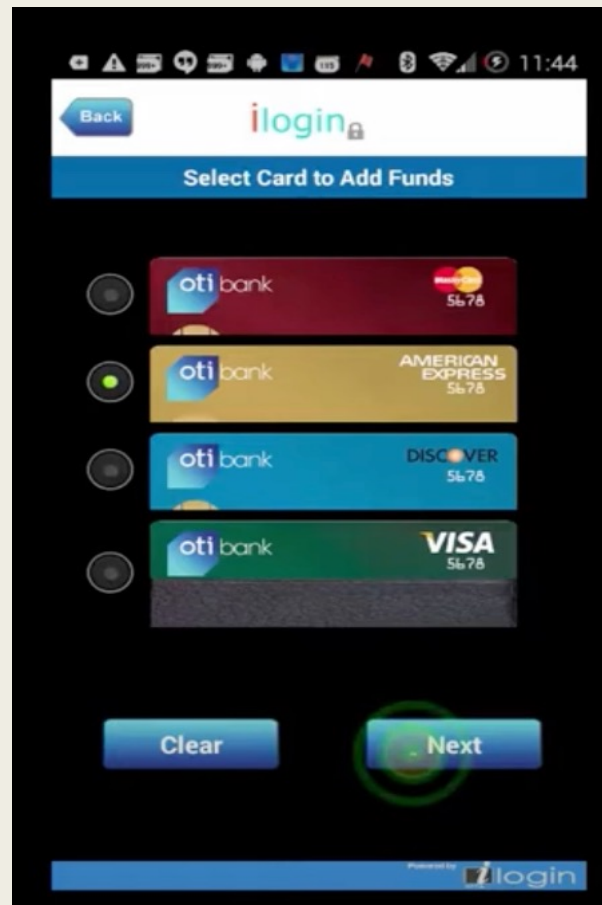 11:44
Back
ilogin
Select Card to Add Funds
oti bank
5678
oti bank
AMERICAN
EXPRESS
5678
oti bank
DISCOVER
5678
oti bank
VISA
5678
Clear
Next
Powered by
ilogin